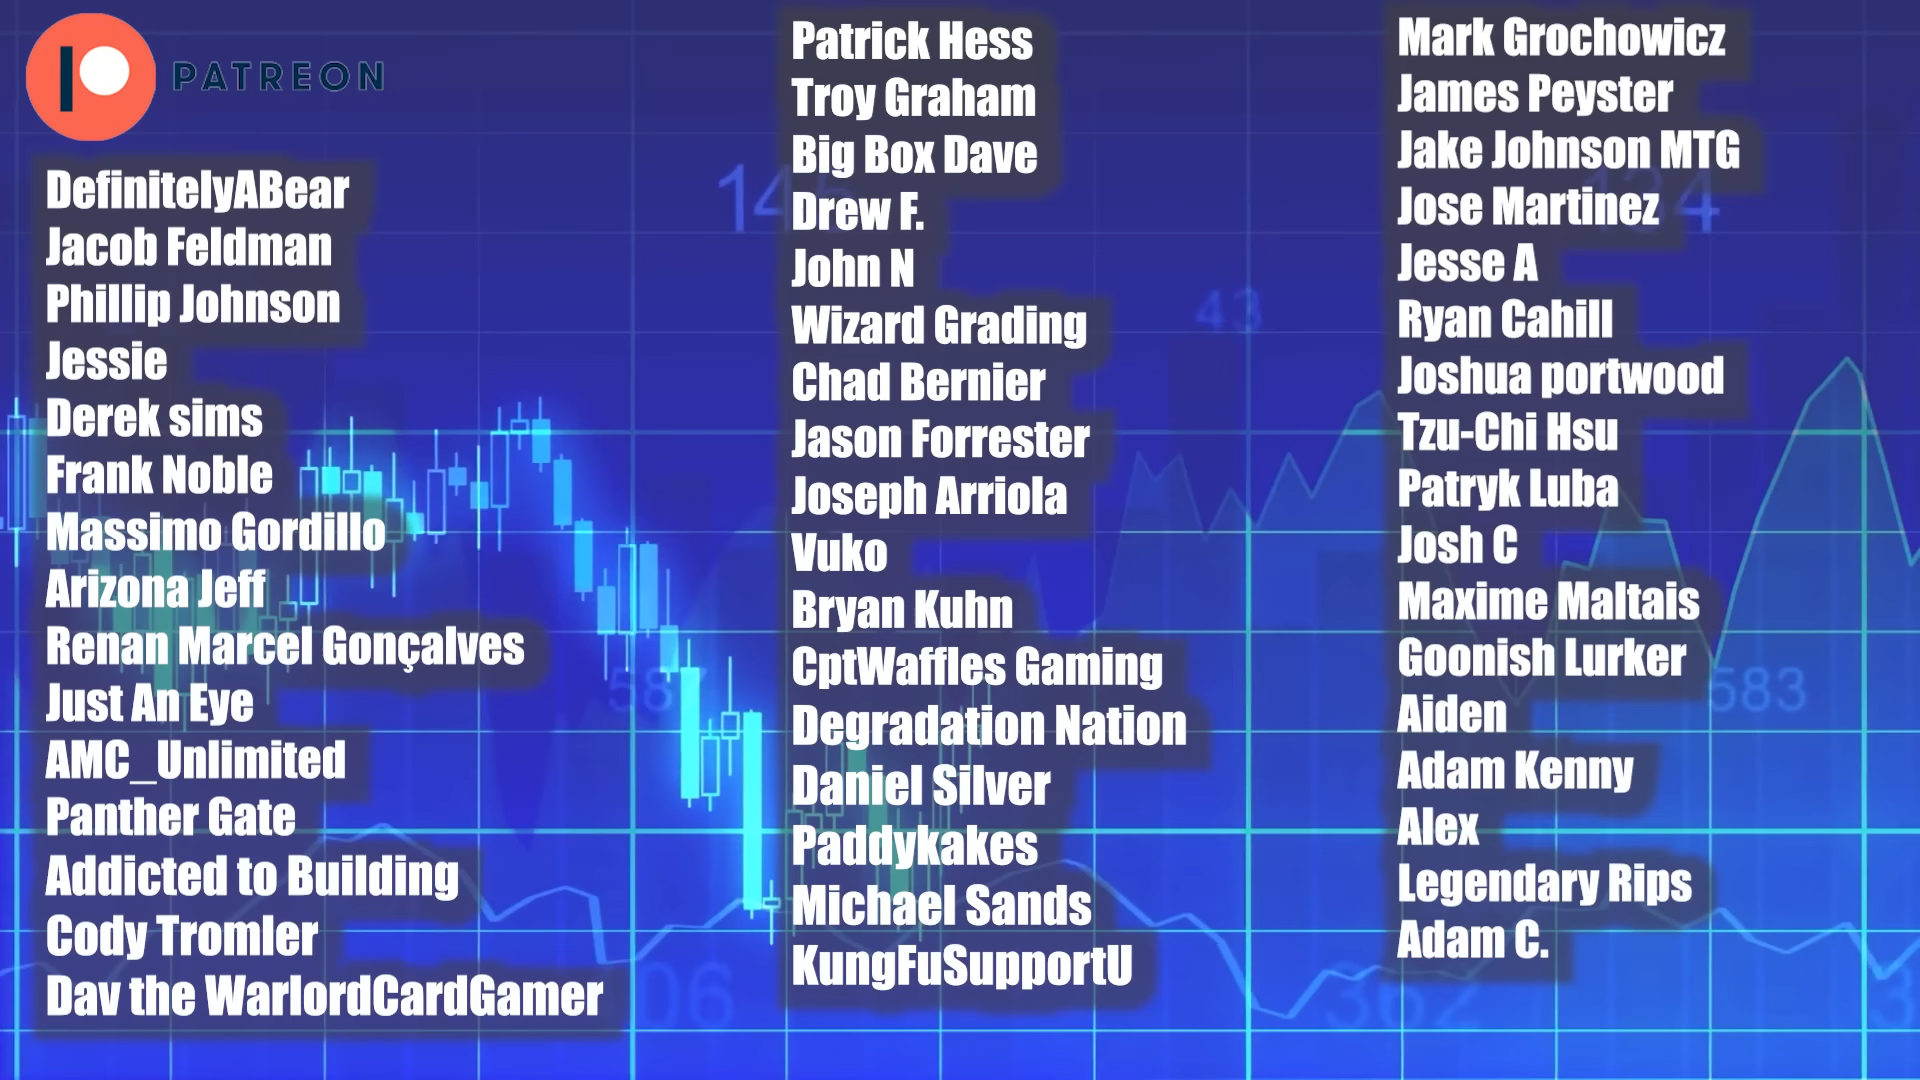 PATREON
DefinitelyABear
Jacob Feldman
Phillip Johnson
Jessie
Derek sims
Frank Noble
Massimo Gordillo
Arizona Jeff
Renan Marcel Gonçalves
Just An Eye
AMC_Unlimited
Panther Gate
Addicted to Building
Cody Tromler
Dav the WarlordCardGamer
Patrick Hess
Troy Graham
Big Box Dave
Drew F.
John N
Wizard Grading
Chad Bernier
Jason Forrester
Joseph Arriola
Vuko
Bryan Kuhn
CptWaffles Gaming
Degradation Nation
Daniel Silver
Paddykakes
Michael Sands
KungFuSupportU
Mark Grochowicz
James Peyster
Jake Johnson MTG
Jose Martinez
Jesse A
Ryan Cahill
Joshua portwood
Tzu-Chi Hsu
Patryk Luba
Josh C
Maxime Maltais
Goonish Lurker
Aiden
Adam Kenny
Alex
Legendary Rips
Adam C.
43
583
362